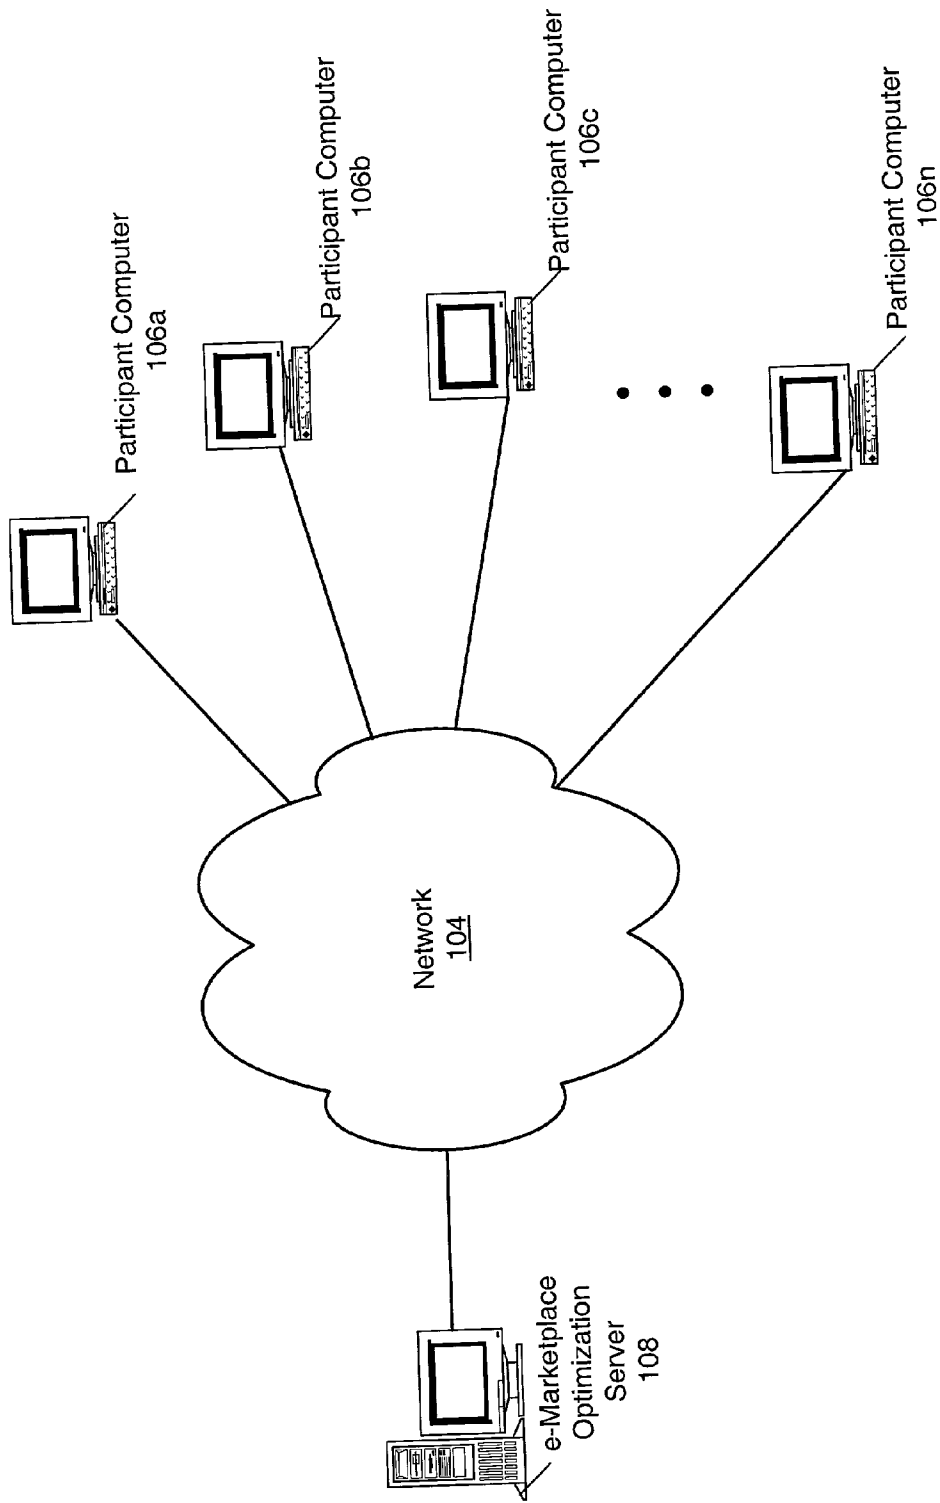 Participant Computer
106a
Participant Computer
106b
Participant Computer
106c
Participant Computer
106n
Network
104
e-Marketplace
Optimization
Server
108